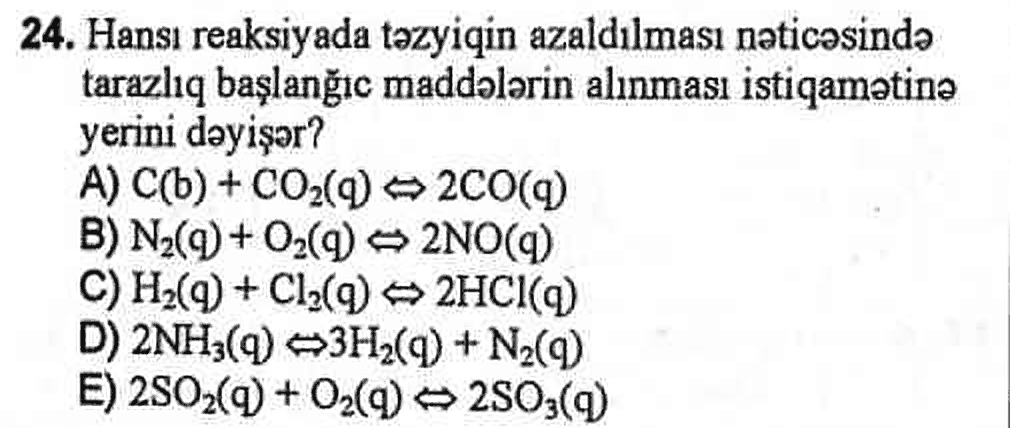 24. Hansı reaksiyada təzyiqin azaldılması nəticəsində
tarazlıq başlanğıc maddələrin alınması istiqamətinə
yerini dəyişər?
A) C(b) + CO₂(q) ⇔ 2CO(q)
B) N₂(q) + O₂(q) ⇔ 2NO(q)
C) H₂(q) + Cl₂(q) ⇔ 2HCl(q)
D) 2NH₃(q) ⇔3H₂(q) + N₂(q)
E) 2SO₂(q) + O₂(q) ⇔ 2SO₃(q)